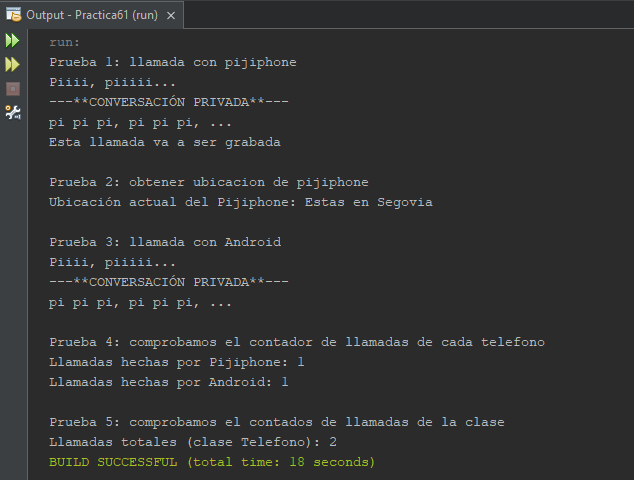 Output - Practica61 (run)
run:
Prueba 1: llamada con pijiphone
Piiii, piiiii...
---**CONVERSACIÓN PRIVADA**---
pi pi pi, pi pi pi, ...
Esta llamada va a ser grabada
Prueba 2: obtener ubicacion de pijiphone
Ubicación actual del Pijiphone: Estas en Segovia
Prueba 3: llamada con Android
Piiii, piiiii...
---**CONVERSACIÓN PRIVADA**---
pi pi pi, pi pi pi, ...
Prueba 4: comprobamos el contador de llamadas de cada telefono
Llamadas hechas por Pijiphone: 1
Llamadas hechas por Android: 1
Prueba 5: comprobamos el contados de llamadas de la clase
Llamadas totales (clase Telefono): 2
BUILD SUCCESSFUL (total time: 18 seconds)